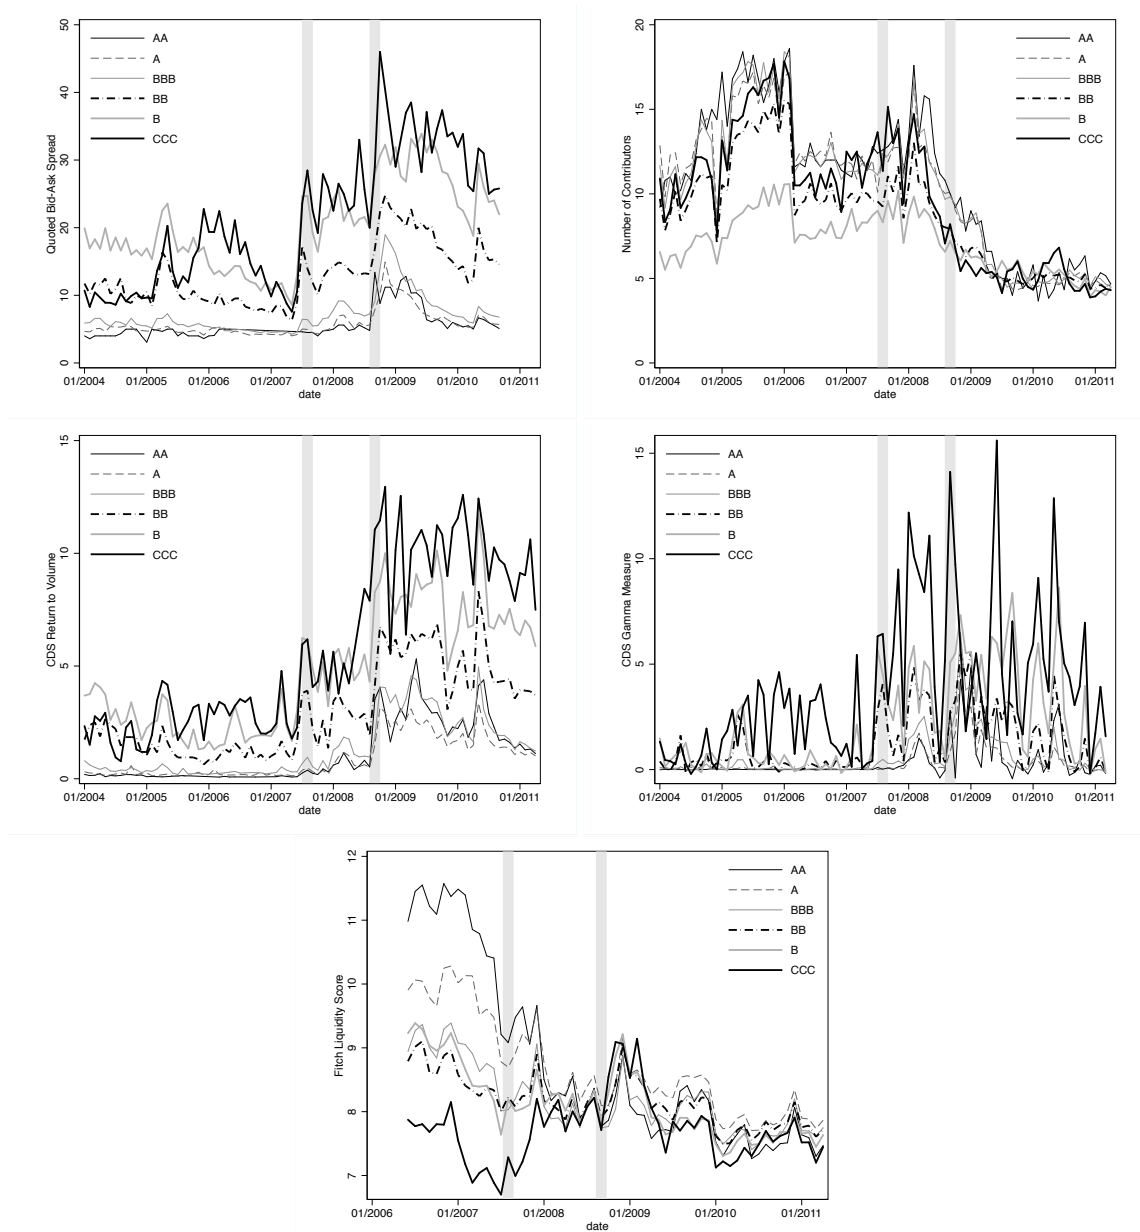 Quoted Bid-Ask Spread
50
40
30
20
10
0
AA
A
BBB
BB
B
CCC
01/2004 01/2005 01/2006 01/2007 01/2008 01/2009 01/2010 01/2011
date
Number of Contributors
20
15
10
5
0
AA
A
BBB
BB
B
CCC
01/2004 01/2005 01/2006 01/2007 01/2008 01/2009 01/2010 01/2011
date
CDS Return to Volume
15
10
5
0
AA
A
BBB
BB
B
CCC
01/2004 01/2005 01/2006 01/2007 01/2008 01/2009 01/2010 01/2011
date
CDS Gamma Measure
15
10
5
0
AA
A
BBB
BB
B
CCC
01/2004 01/2005 01/2006 01/2007 01/2008 01/2009 01/2010 01/2011
date
Fitch Liquidity Score
12
11
10
9
8
7
AA
A
BBB
BB
B
CCC
01/2006 01/2007 01/2008 01/2009 01/2010 01/2011
date